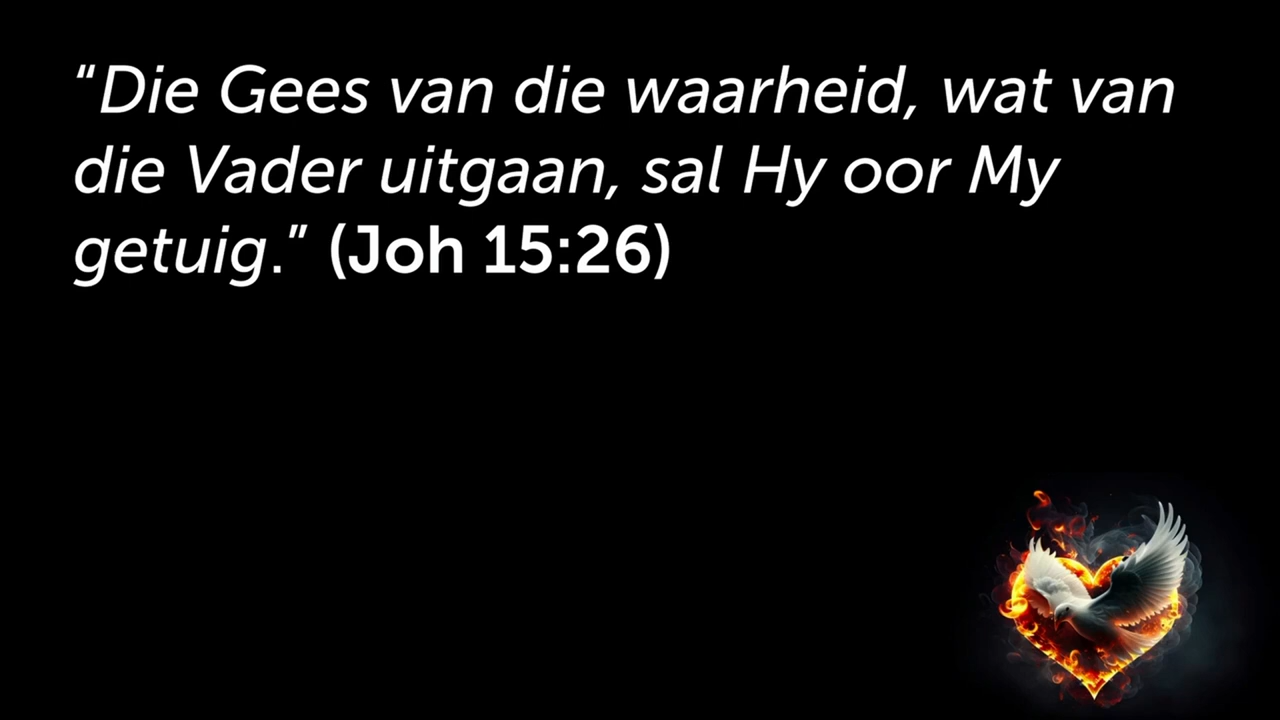 “Die Gees van die waarheid, wat van
die Vader uitgaan, sal Hy oor My
getuig.” (Joh 15:26)